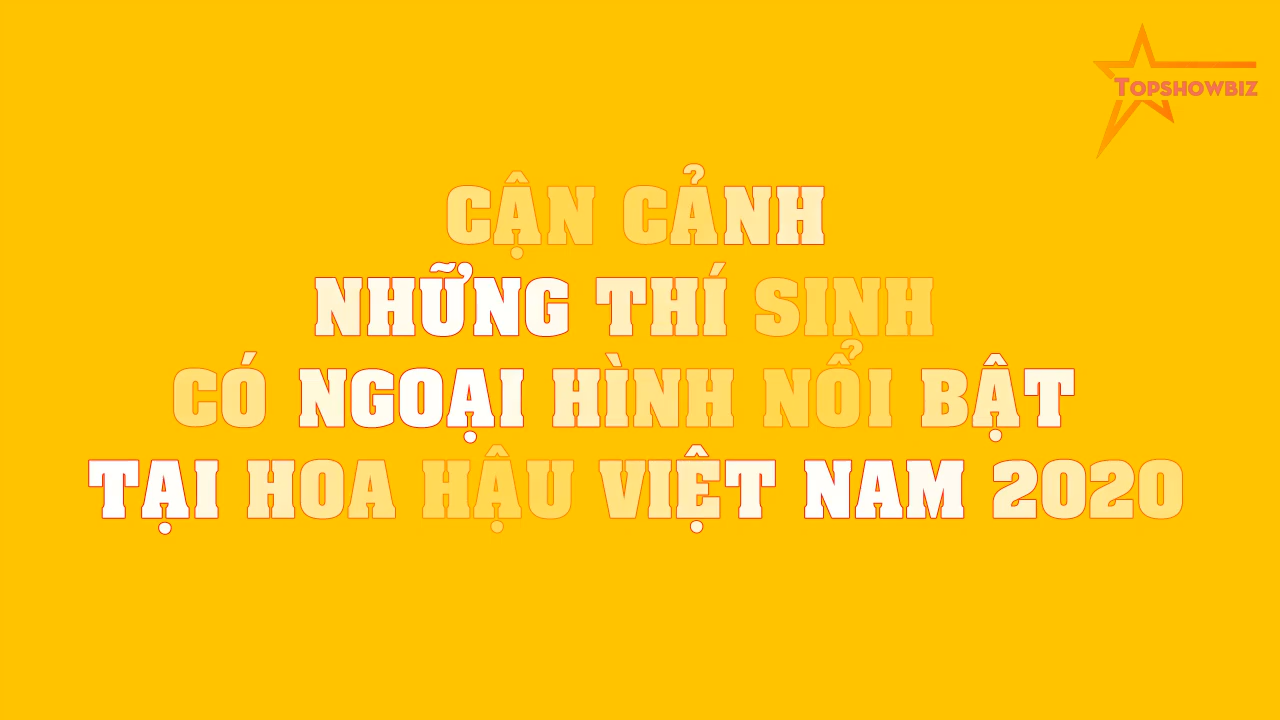 TOPSHOWBIZ
CẬN CẢNH
NHỮNG THÍ SINH
CÓ NGOẠI HÌNH NỔI BẬT
TẠI HOA HẬU VIỆT NAM 2020